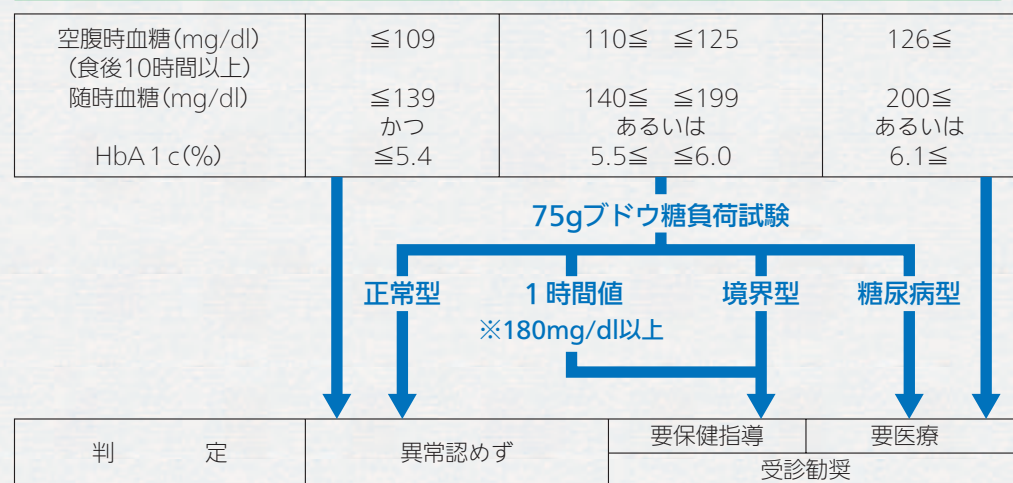 空腹時血糖(mg/dl) ≦109 110≦ ≦125 126≦
(食後10時間以上)
随時血糖(mg/dl) ≦139 140≦ ≦199 200≦
かつ あるいは あるいは
HbA1c(%) ≦5.4 5.5≦ ≦6.0 6.1≦
75gブドウ糖負荷試験
正常型 1時間値 境界型 糖尿病型
※180mg/dl以上
判 定 異常認めず 要保健指導 要医療
受診勧奨